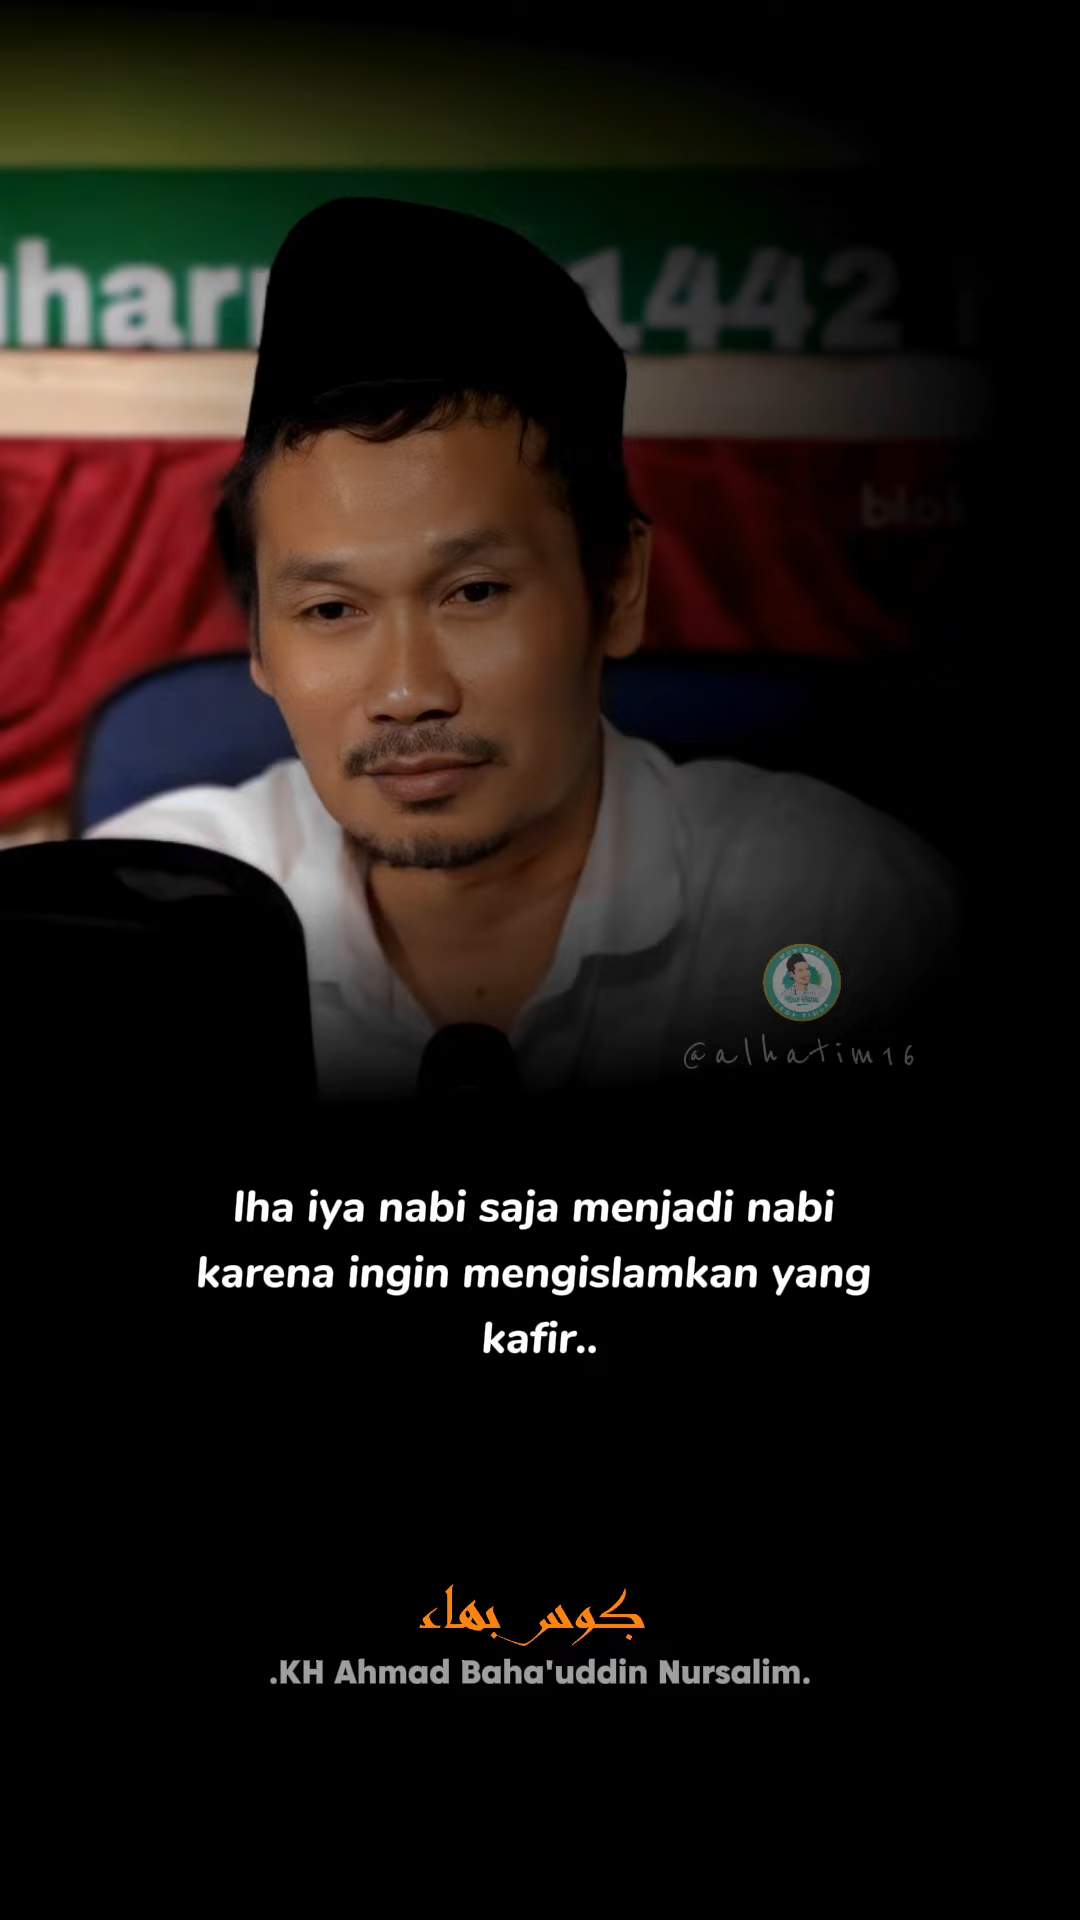 1442
@alhatim16
lha iya nabi saja menjadi nabi
karena ingin mengislamkan yang
kafir..
كوس بهاء
.KH Ahmad Baha'uddin Nursalim.